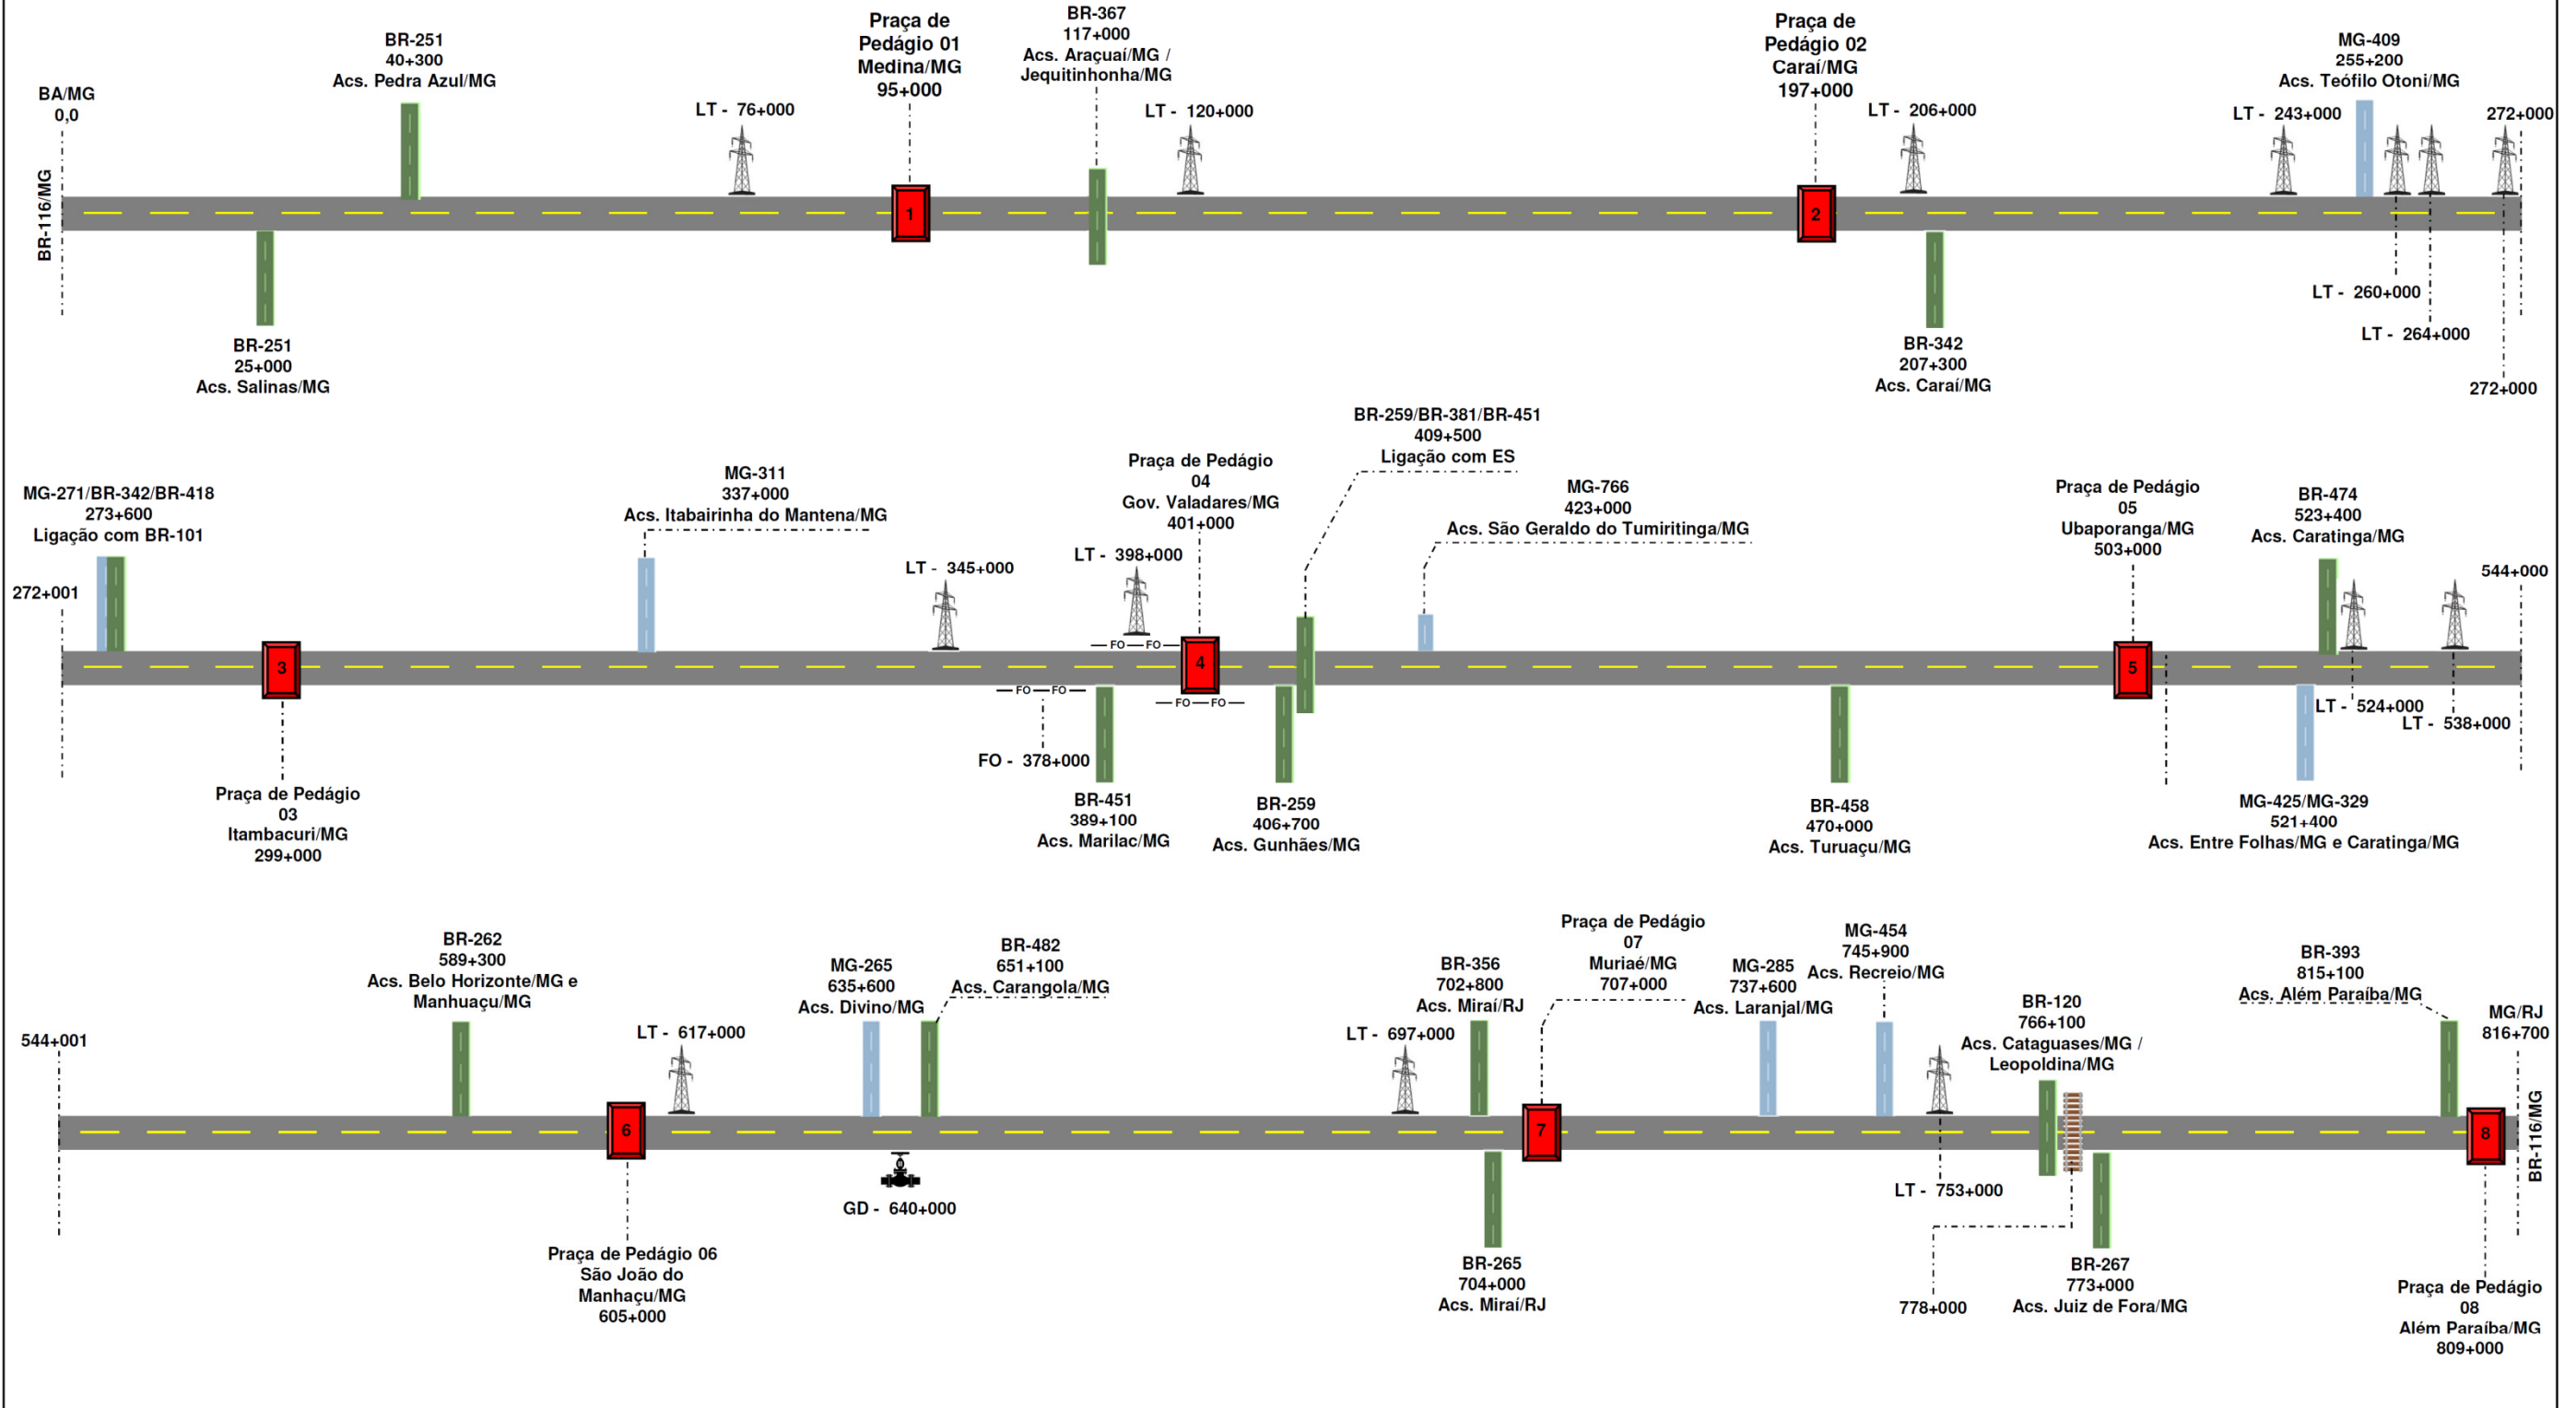 BA/MG
0,0
BR-116/MG
BR-251
40+300
Acs. Pedra Azul/MG
BR-251
25+000
Acs. Salinas/MG
LT - 76+000
Praça de
Pedágio 01
Medina/MG
95+000
1
BR-367
117+000
Acs. Araçuaí/MG /
Jequitinhonha/MG
LT - 120+000
Praça de
Pedágio 02
Caraí/MG
197+000
2
LT - 206+000
BR-342
207+300
Acs. Caraí/MG
LT - 243+000
MG-409
255+200
Acs. Teófilo Otoni/MG
LT - 260+000
LT - 264+000
272+000
272+000
272+001
MG-271/BR-342/BR-418
273+600
Ligação com BR-101
3
Praça de Pedágio
03
Itambacuri/MG
299+000
MG-311
337+000
Acs. Itabairinha do Mantena/MG
LT - 345+000
FO FO
FO - 378+000
BR-451
389+100
Acs. Marilac/MG
LT - 398+000
FO FO
Praça de Pedágio
04
Gov. Valadares/MG
401+000
4
FO FO
BR-259
406+700
Acs. Gunhães/MG
BR-259/BR-381/BR-451
409+500
Ligação com ES
MG-766
423+000
Acs. São Geraldo do Tumiritinga/MG
BR-458
470+000
Acs. Turuaçu/MG
Praça de Pedágio
05
Ubaporanga/MG
503+000
5
MG-425/MG-329
521+400
Acs. Entre Folhas/MG e Caratinga/MG
BR-474
523+400
Acs. Caratinga/MG
LT - 524+000
LT - 538+000
544+000
544+001
BR-262
589+300
Acs. Belo Horizonte/MG e
Manhuaçu/MG
6
Praça de Pedágio 06
São João do
Manhaçu/MG
605+000
LT - 617+000
MG-265
635+600
Acs. Divino/MG
GD - 640+000
BR-482
651+100
Acs. Carangola/MG
LT - 697+000
BR-356
702+800
Acs. Miraí/RJ
BR-265
704+000
Acs. Miraí/RJ
Praça de Pedágio
07
Muriaé/MG
707+000
7
MG-285
737+600
Acs. Laranjal/MG
MG-454
745+900
Acs. Recreio/MG
LT - 753+000
BR-120
766+100
Acs. Cataguases/MG /
Leopoldina/MG
778+000
BR-267
773+000
Acs. Juiz de Fora/MG
BR-393
815+100
Acs. Além Paraíba/MG
8
Praça de Pedágio
08
Além Paraíba/MG
809+000
MG/RJ
816+700
BR-116/MG